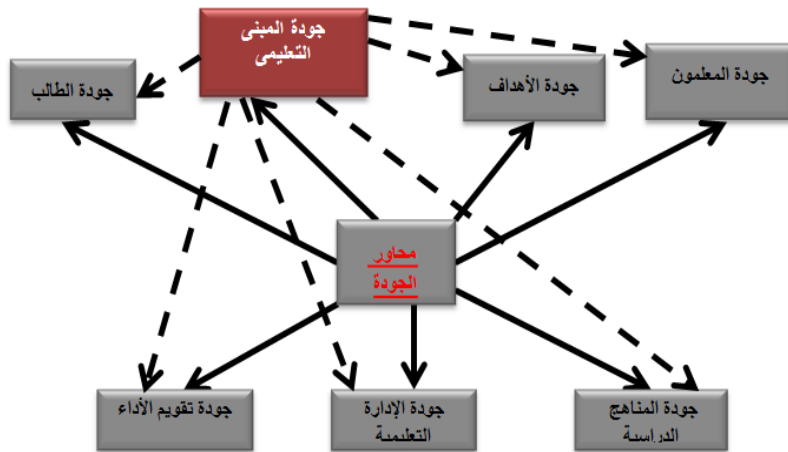 جودة المبنى
التعليمى
جودة المعلمون
جودة الأهداف
جودة الطالب
محاور
الجودة
جودة المناهج
الدراسية
جودة الإدارة
التعليمية
جودة تقويم الأداء